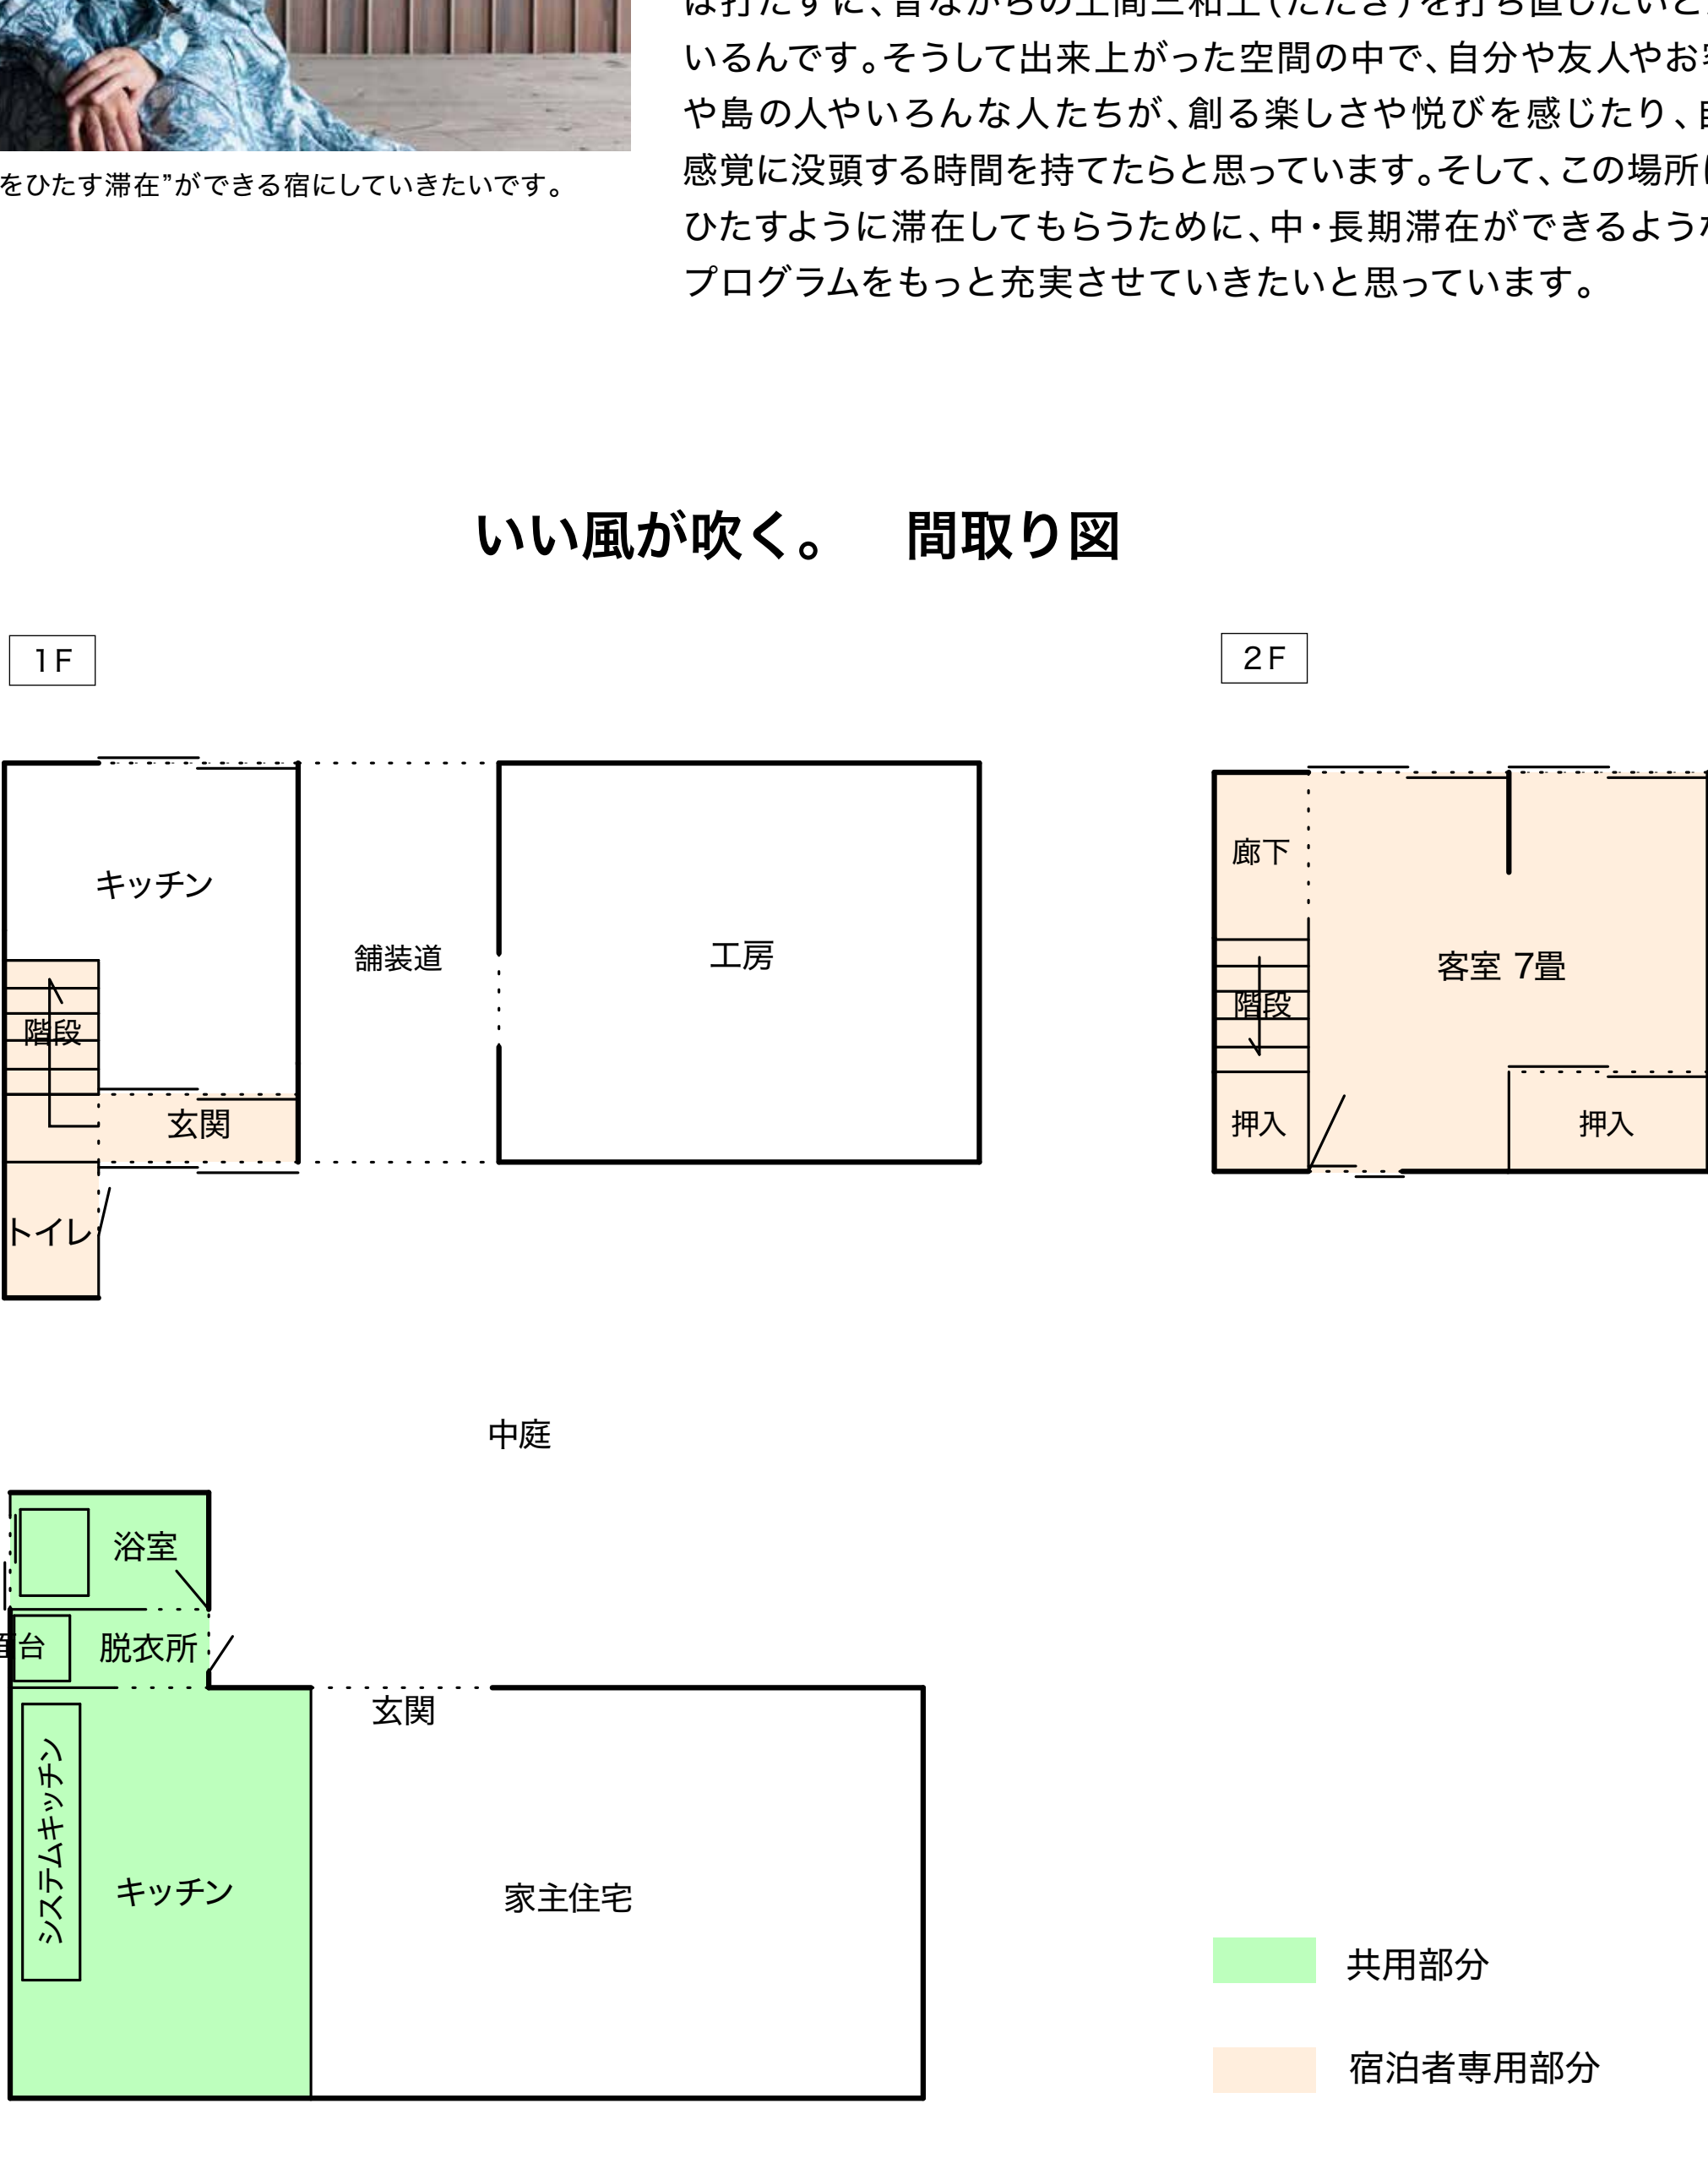 いるんです。そうして出来上がった空間の中で、自分や友人やお
や島の人やいろんな人たちが、創る楽しさや悦びを感じたり、
感覚に没頭する時間を持てたらと思っています。そして、この場所
ひたすように滞在してもらうために、中・長期滞在ができるような
プログラムをもっと充実させていきたいと思っています。
をひたす滞在”ができる宿にしていきたいです。
いい風が吹く。　間取り図
1F
2F
キッチン
舗装道
工房
階段
玄関
トイレ
廊下
客室 7畳
階段
押入
押入
中庭
浴室
台
脱衣所
玄関
システムキッチン
キッチン
家主住宅
共用部分
宿泊者専用部分